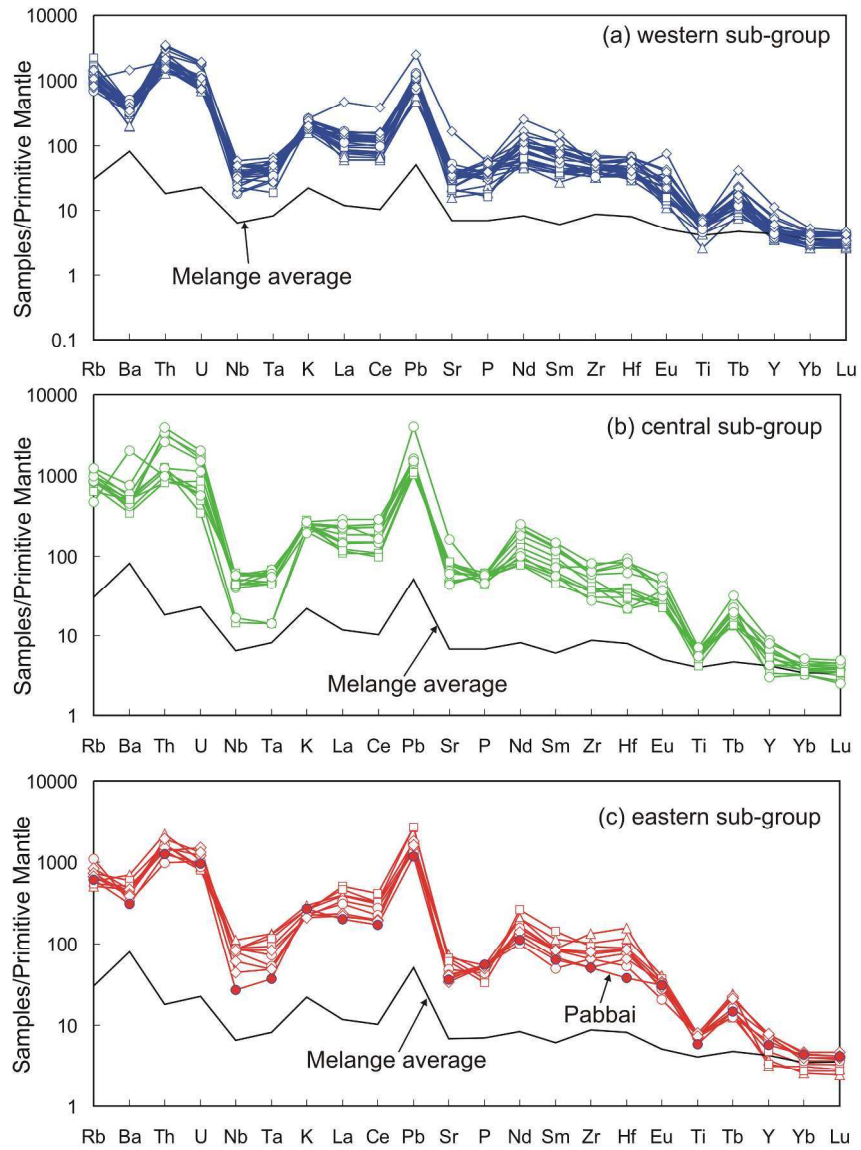 (a) western sub-group
Samples/Primitive Mantle
10000
1000
100
10
1
0.1
Melange average
Rb Ba Th U Nb Ta K La Ce Pb Sr P Nd Sm Zr Hf Eu Ti Tb Y Yb Lu
(b) central sub-group
Samples/Primitive Mantle
10000
1000
100
10
1
Melange average
Rb Ba Th U Nb Ta K La Ce Pb Sr P Nd Sm Zr Hf Eu Ti Tb Y Yb Lu
(c) eastern sub-group
Samples/Primitive Mantle
10000
1000
100
10
1
Pabbai
Melange average
Rb Ba Th U Nb Ta K La Ce Pb Sr P Nd Sm Zr Hf Eu Ti Tb Y Yb Lu